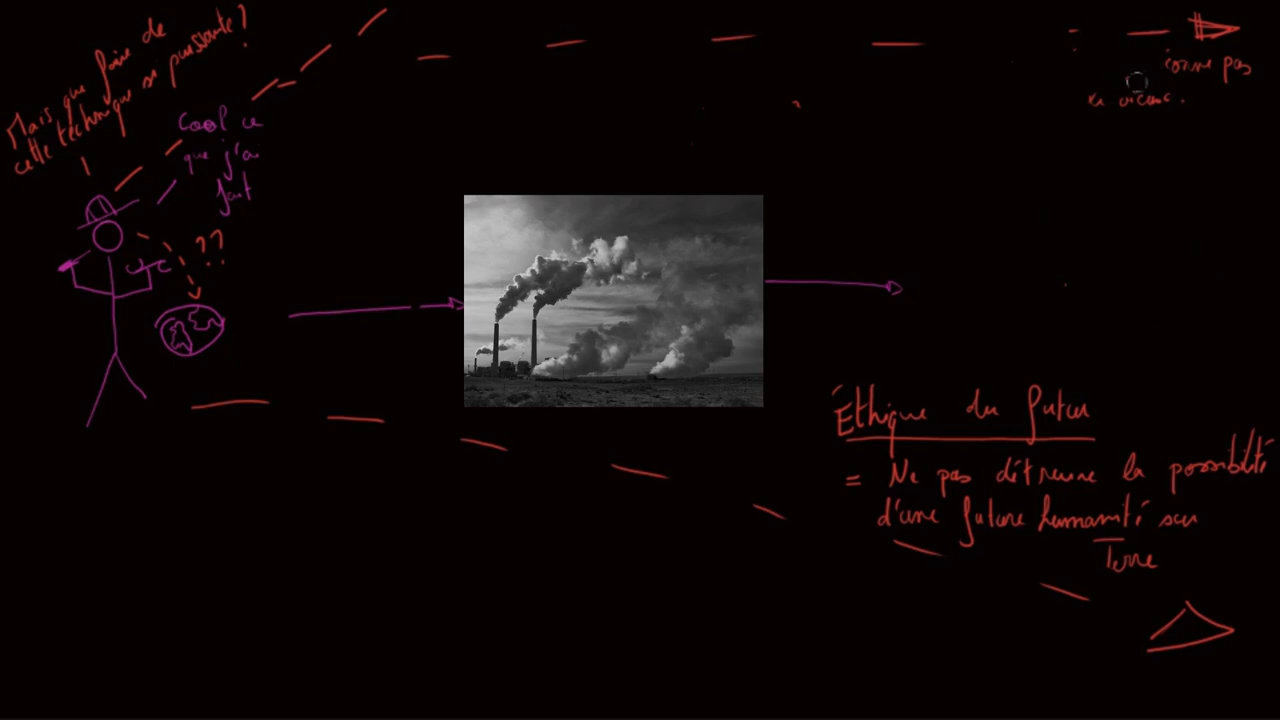 Mais que faire de
cette technique si puissante ?
Cool ce
que j'ai
fait
??
Éthique du futur
= Ne pas détruire la possibilité
d'une future humanité sur
Terre
pas